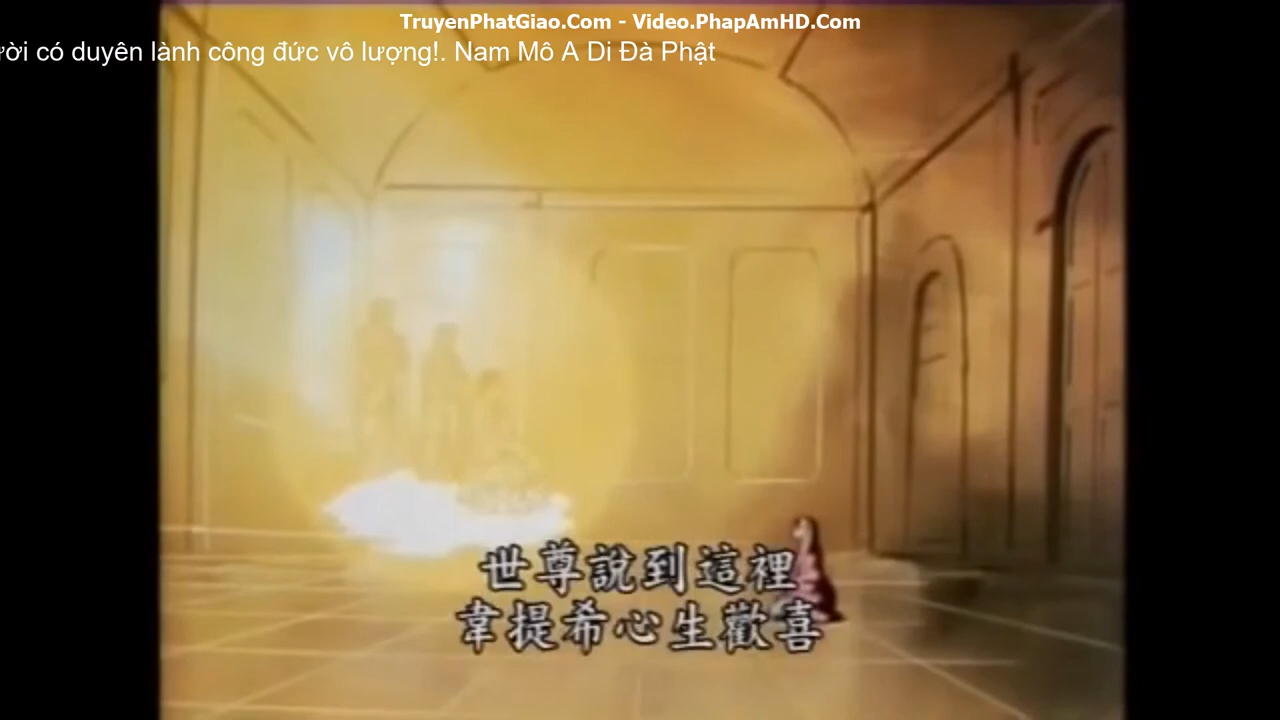 TruyenPhatGiao.Com - Video.PhapAmHD.Com
có duyên lành công đức vô lượng!. Nam Mô A Di Đà Phật
世尊說到這裡
韋提希心生歡喜